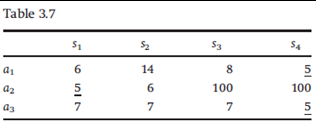 Table 3.7
s1 s2 s3 s4
a1 6 14 8 5
a2 5 6 100 100
a3 7 7 7 5